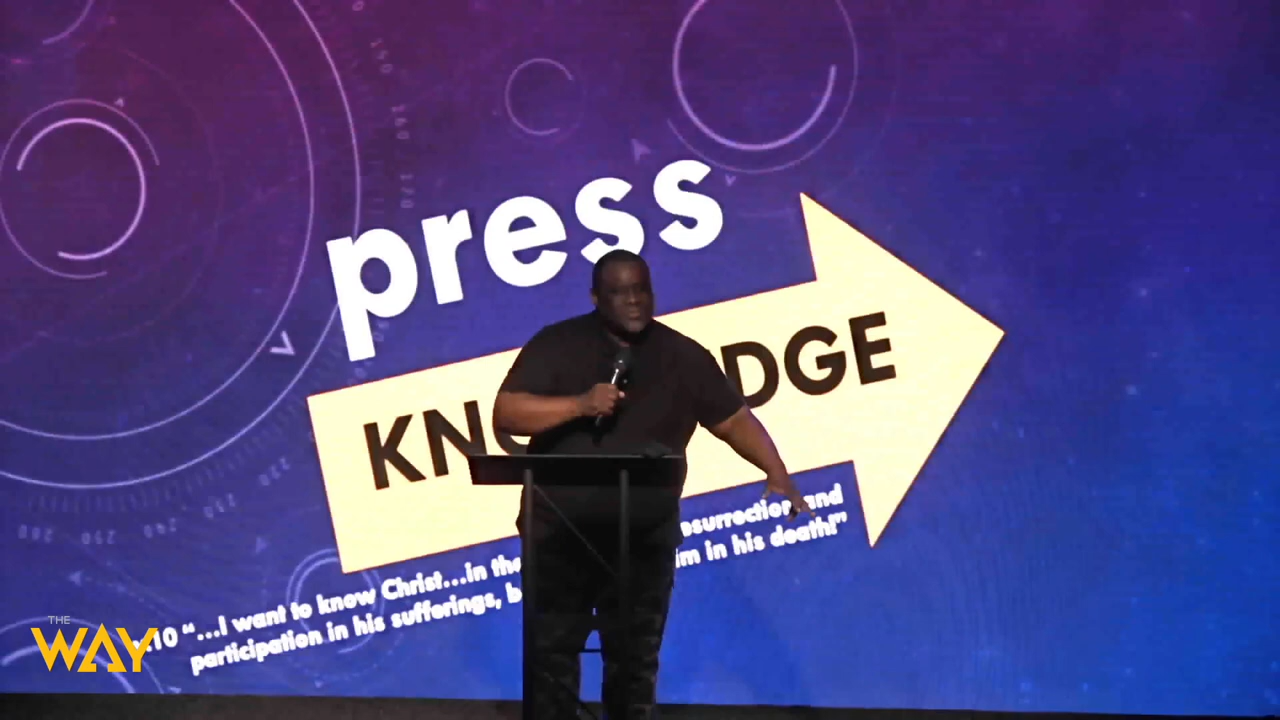 press
KNO DGE
10 “...I want to know Christ...in the esurrection and
participation in his sufferings, b im in his death!”
THE
WAY